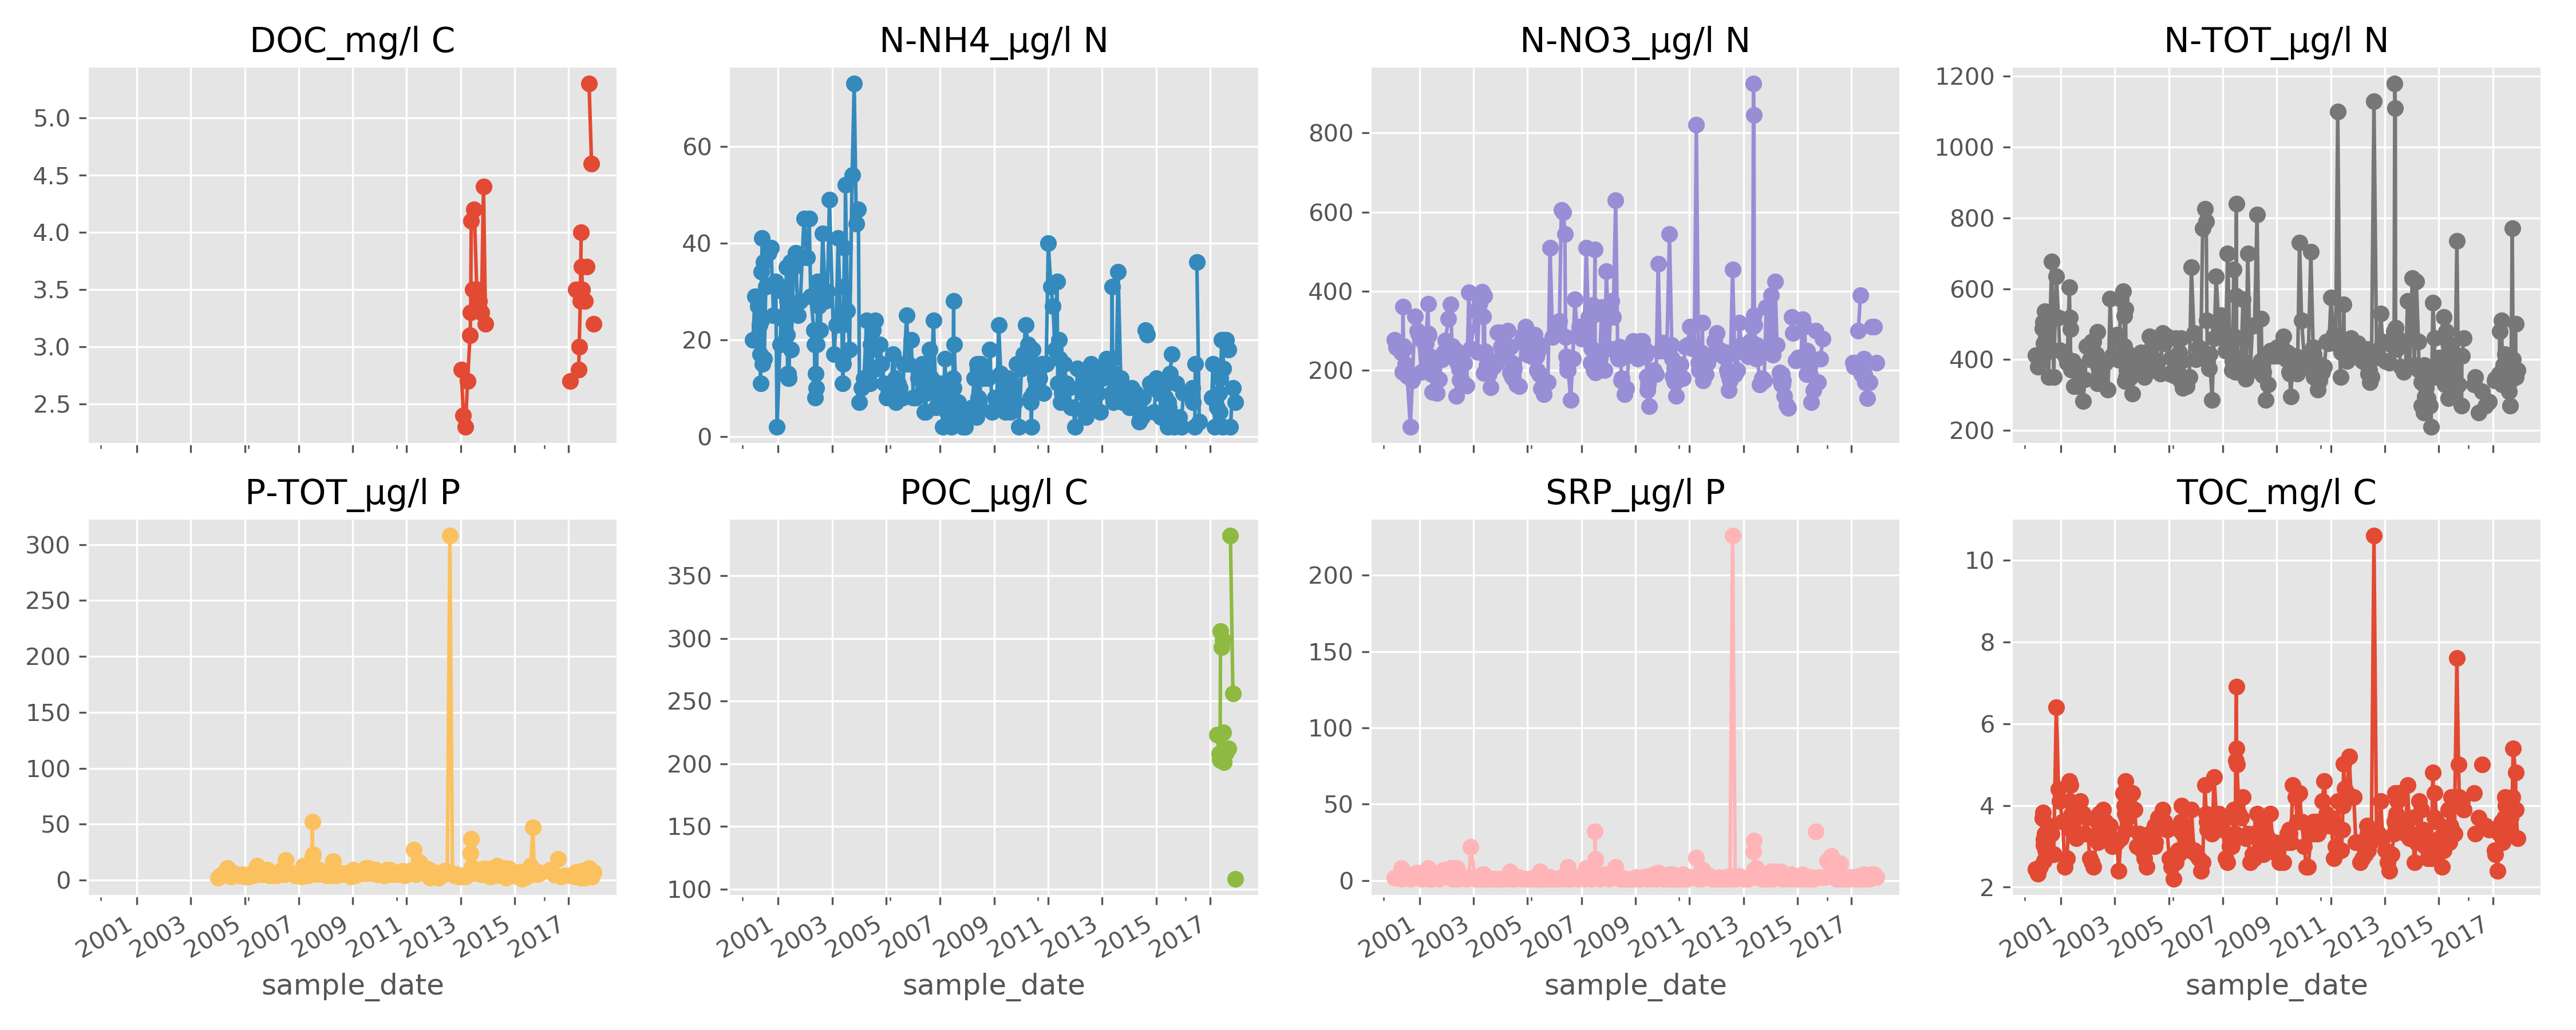 DOC_mg/l C
N-NH4_µg/l N
N-NO3_µg/l N
N-TOT_µg/l N
5.0
4.5
4.0
3.5
3.0
2.5
60
40
20
0
800
600
400
200
1200
1000
800
600
400
200
P-TOT_µg/l P
POC_µg/l C
SRP_µg/l P
TOC_mg/l C
300
250
200
150
100
50
0
350
300
250
200
150
100
200
150
100
50
0
10
8
6
4
2
2001 2003 2005 2007 2009 2011 2013 2015 2017
2001 2003 2005 2007 2009 2011 2013 2015 2017
2001 2003 2005 2007 2009 2011 2013 2015 2017
2001 2003 2005 2007 2009 2011 2013 2015 2017
sample_date
sample_date
sample_date
sample_date